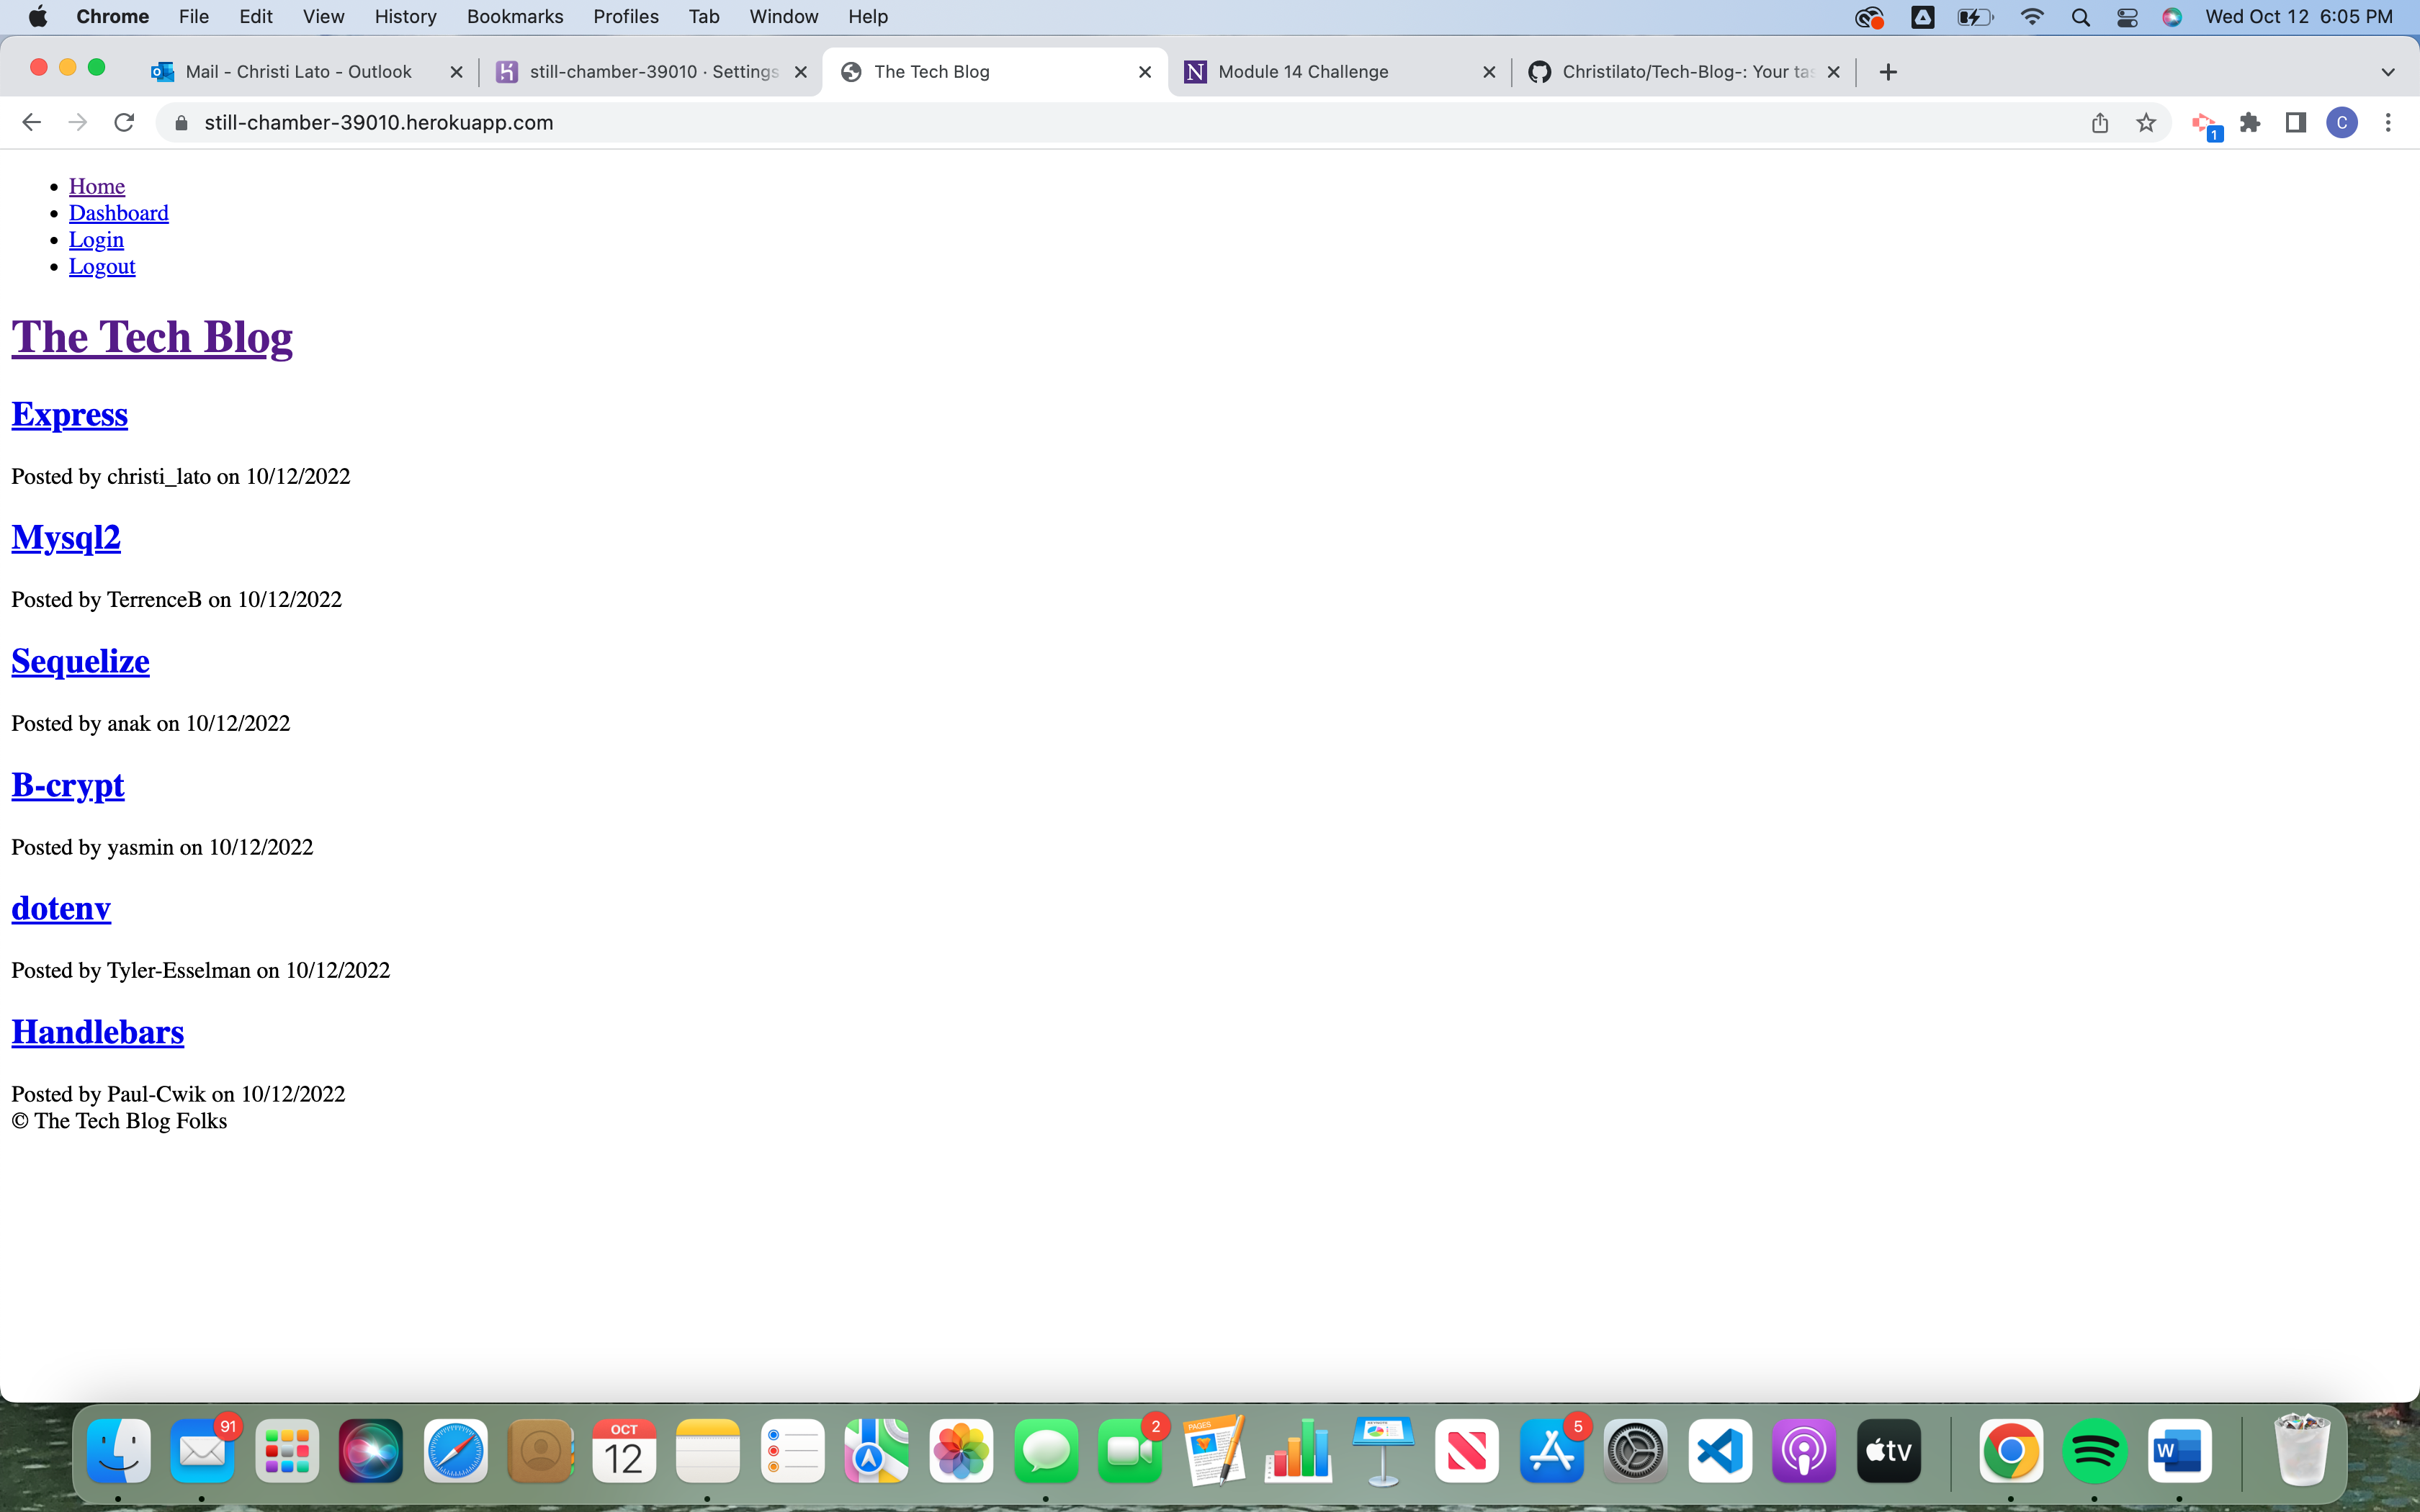 Chrome File Edit View History Bookmarks Profiles Tab Window Help Wed Oct 12 6:05 PM
Mail - Christi Lato - Outlook still-chamber-39010 · Settings The Tech Blog Module 14 Challenge Christilato/Tech-Blog-: Your tas
still-chamber-39010.herokuapp.com 1 C
Home
Dashboard
Login
Logout
The Tech Blog
Express
Posted by christi_lato on 10/12/2022
Mysql2
Posted by TerrenceB on 10/12/2022
Sequelize
Posted by anak on 10/12/2022
B-crypt
Posted by yasmin on 10/12/2022
dotenv
Posted by Tyler-Esselman on 10/12/2022
Handlebars
Posted by Paul-Cwik on 10/12/2022
© The Tech Blog Folks
91 OCT 12 2 PAGES 5 tv W